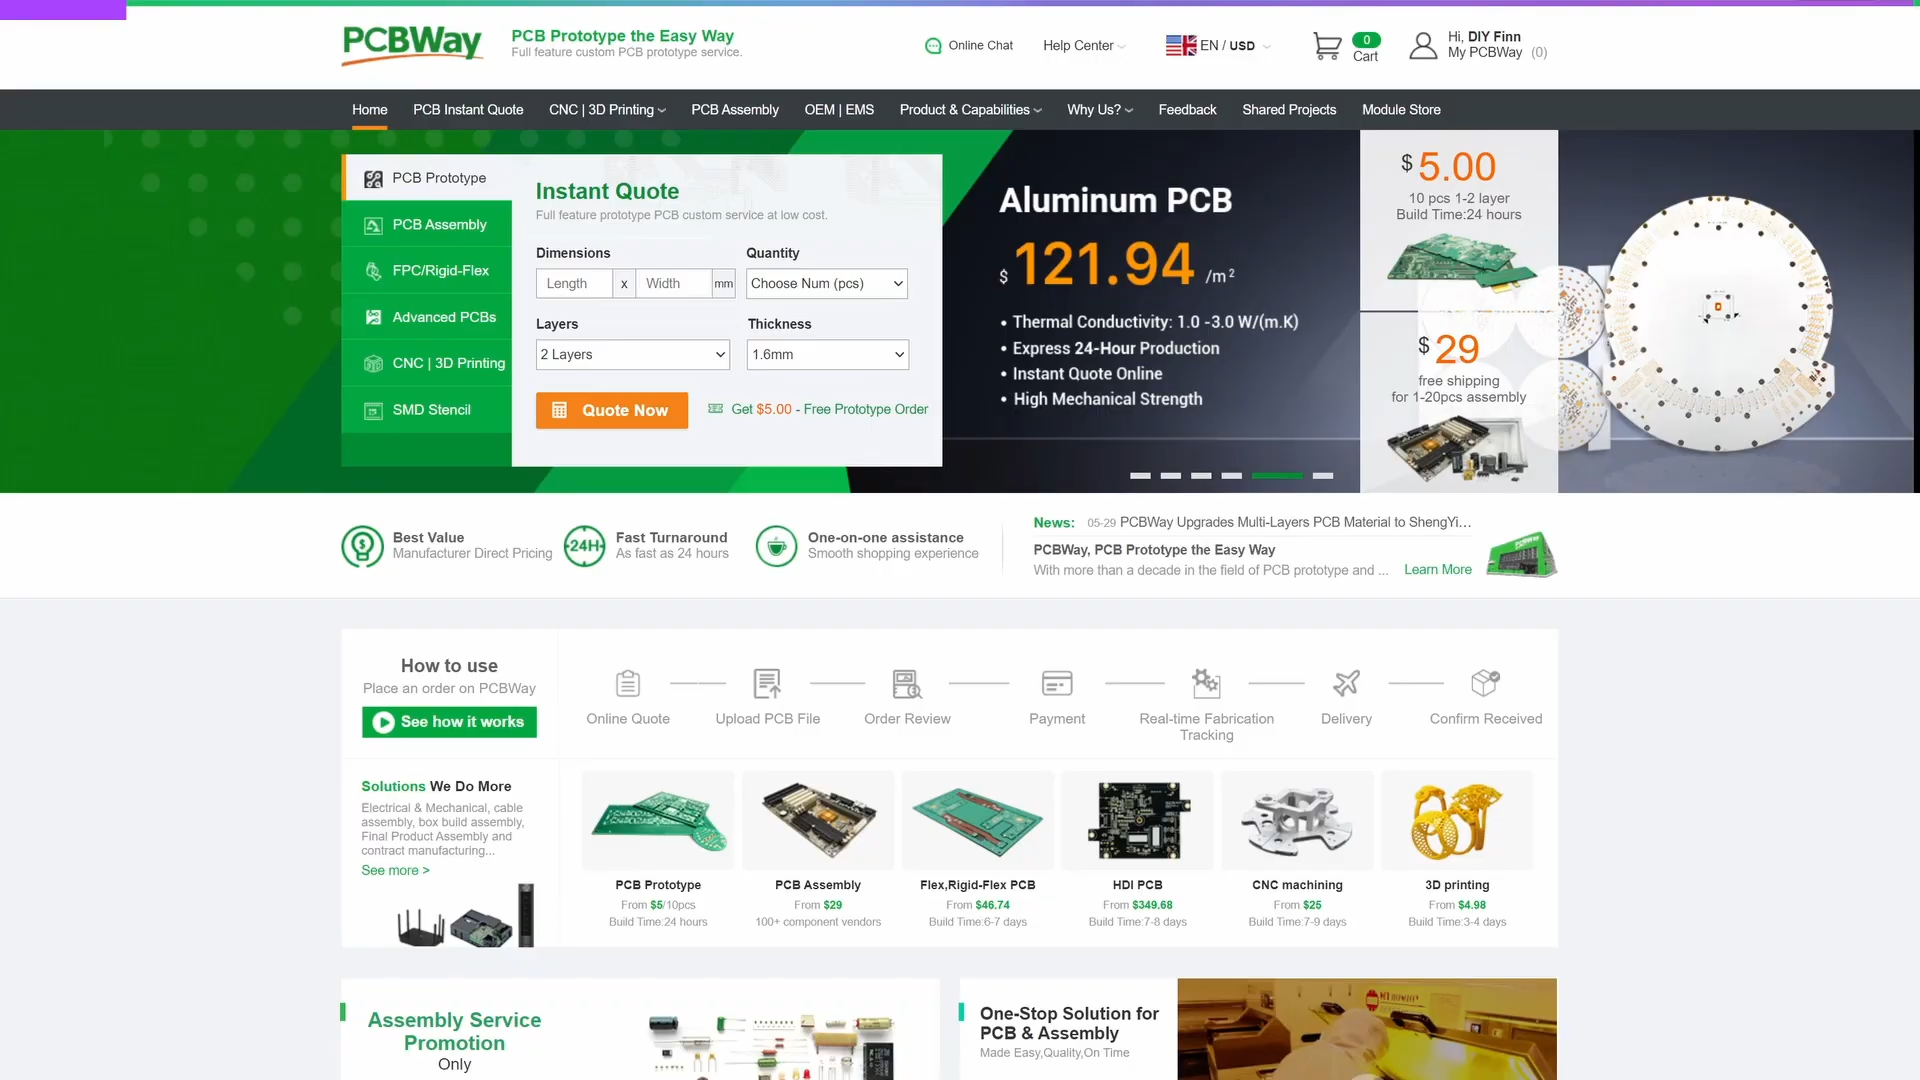 PCBWay
PCB Prototype the Easy Way
Full feature custom PCB prototype service.
Online Chat
Help Center
EN / USD
0
Cart
Hi, DIY Finn
My PCBWay (0)
Home
PCB Instant Quote
CNC | 3D Printing
PCB Assembly
OEM | EMS
Product & Capabilities
Why Us?
Feedback
Shared Projects
Module Store
PCB Prototype
PCB Assembly
FPC/Rigid-Flex
Advanced PCBs
CNC | 3D Printing
SMD Stencil
Instant Quote
Full feature prototype PCB custom service at low cost.
Dimensions
Quantity
Length x Width mm
Choose Num (pcs)
Layers
Thickness
2 Layers
1.6mm
Quote Now
Get $5.00 - Free Prototype Order
Aluminum PCB
$ 121.94 /m²
• Thermal Conductivity: 1.0 -3.0 W/(m.K)
• Express 24-Hour Production
• Instant Quote Online
• High Mechanical Strength
$ 5.00
10 pcs 1-2 layer
Build Time:24 hours
$ 29
free shipping
for 1-20pcs assembly
Best Value
Manufacturer Direct Pricing
24H
Fast Turnaround
As fast as 24 hours
One-on-one assistance
Smooth shopping experience
News: 05-29 PCBWay Upgrades Multi-Layers PCB Material to ShengYi...
PCBWay, PCB Prototype the Easy Way
With more than a decade in the field of PCB prototype and ... Learn More
How to use
Place an order on PCBWay
See how it works
Online Quote
Upload PCB File
Order Review
Payment
Real-time Fabrication
Tracking
Delivery
Confirm Received
Solutions We Do More
Electrical & Mechanical, cable
assembly, box build assembly,
Final Product Assembly and
contract manufacturing...
See more >
PCB Prototype
From $5/10pcs
Build Time:24 hours
PCB Assembly
From $29
100+ component vendors
Flex,Rigid-Flex PCB
From $46.74
Build Time:6-7 days
HDI PCB
From $349.68
Build Time:7-8 days
CNC machining
From $25
Build Time:7-9 days
3D printing
From $4.98
Build Time:3-4 days
Assembly Service
Promotion
Only
One-Stop Solution for
PCB & Assembly
Made Easy,Quality,On Time